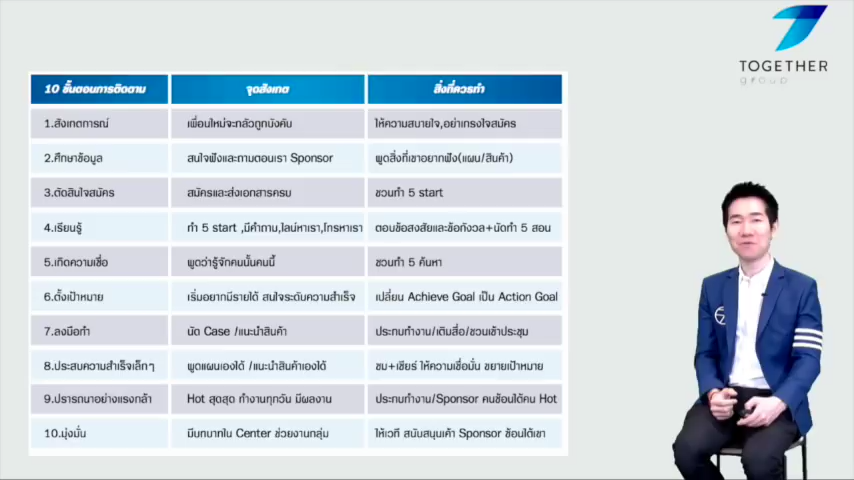 TOGETHER
group
10 ขั้นตอนการติดตาม จุดสังเกต สิ่งที่ควรทำ
1.สังเกตการณ์ เพื่อนใหม่จะกลัวถูกบังคับ ให้ความสบายใจ,อย่าเกรงใจสมัคร
2.ศึกษาข้อมูล สนใจฟังและถามตอนเรา Sponsor พูดสิ่งที่เขาอยากฟัง(แผน/สินค้า)
3.ตัดสินใจสมัคร สมัครและส่งเอกสารครบ ชวนทำ 5 start
4.เรียนรู้ ทำ 5 start ,มีคำถาม,ไลน์หาเรา,โทรหาเรา ตอบข้อสงสัยและข้อกังวล+นัดทำ 5 สอน
5.เกิดความเชื่อ พูดว่ารู้จักคนนั้นคนนี้ ชวนทำ 5 ค้นหา
6.ตั้งเป้าหมาย เริ่มอยากมีรายได้ สนใจระดับความสำเร็จ เปลี่ยน Achieve Goal เป็น Action Goal
7.ลงมือทำ นัด Case /แนะนำสินค้า ประกบทำงาน/เติมสื่อ/ชวนเข้าประชุม
8.ประสบความสำเร็จเล็กๆ พูดแผนเองได้ /แนะนำสินค้าเองได้ ชม+เชียร์ ให้ความเชื่อมั่น ขยายเป้าหมาย
9.ปรารถนาอย่างแรงกล้า Hot สุดสุด ทำงานทุกวัน มีผลงาน ประกบทำงาน/Sponsor คนซ้อนใต้คน Hot
10.มุ่งมั่น มีบทบาทใน Center ช่วยงานกลุ่ม ให้เวที สนับสนุนเค้า Sponsor ซ้อนใต้เขา